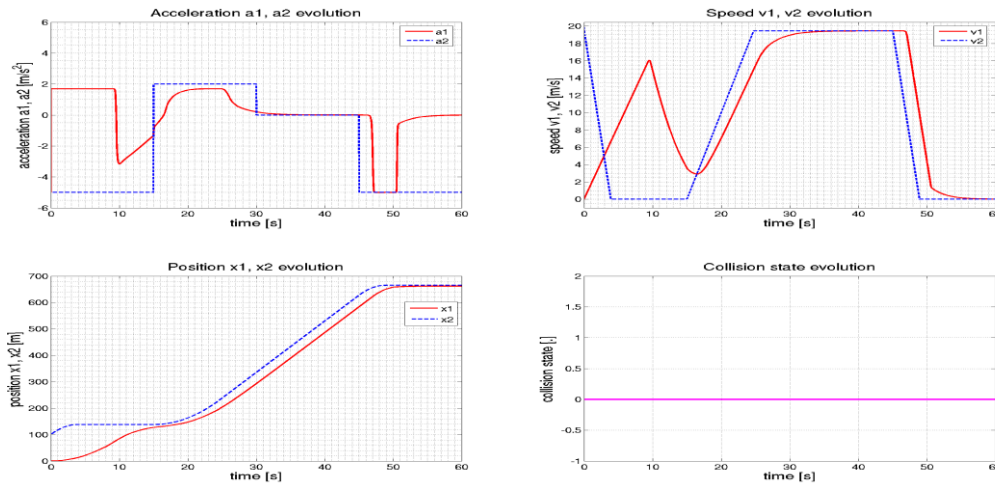 Acceleration a1, a2 evolution
acceleration a1, a2 [m/s²]
6
4
2
0
-2
-4
-6
0 10 20 30 40 50 60
time [s]
a1
a2
Speed v1, v2 evolution
speed v1, v2 [m/s]
20
18
16
14
12
10
8
6
4
2
0
0 10 20 30 40 50 60
time [s]
v1
v2
Position x1, x2 evolution
position x1, x2 [m]
700
600
500
400
300
200
100
0
0 10 20 30 40 50 60
time [s]
x1
x2
Collision state evolution
collision state [.]
2
1.5
1
0.5
0
-0.5
-1
0 10 20 30 40 50 60
time [s]